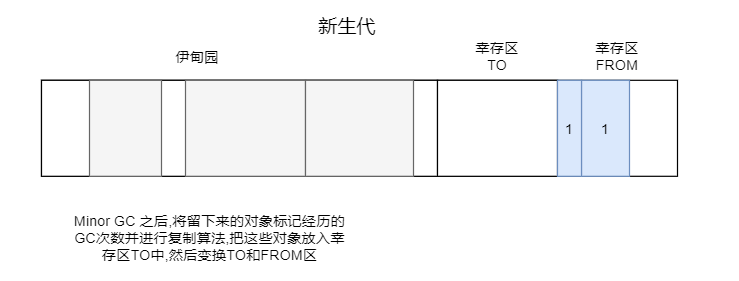 新生代
伊甸园
幸存区
TO
幸存区
FROM
1
1
Minor GC 之后,将留下来的对象标记经历的
GC次数并进行复制算法,把这些对象放入幸
存区TO中,然后变换TO和FROM区